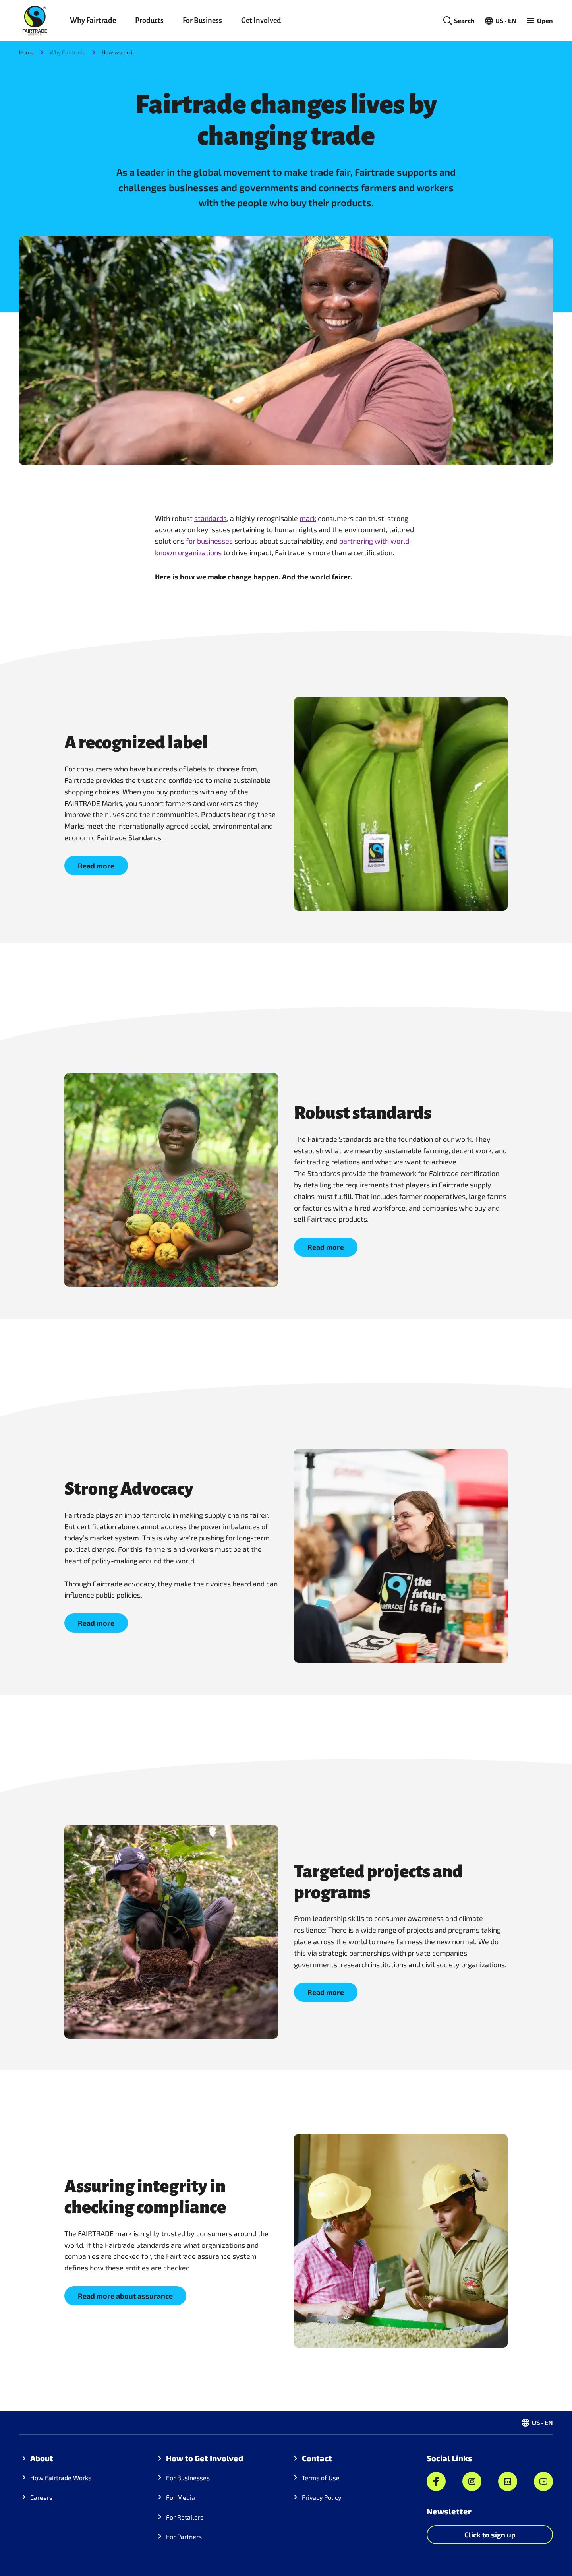 FAIRTRADE
Why Fairtrade
Products
For Business
Get Involved
Search
US • EN
Open
Home
Why Fairtrade
How we do it
Fairtrade changes lives by
changing trade
As a leader in the global movement to make trade fair, Fairtrade supports and
challenges businesses and governments and connects farmers and workers
with the people who buy their products.
With robust standards, a highly recognisable mark consumers can trust, strong
advocacy on key issues pertaining to human rights and the environment, tailored
solutions for businesses serious about sustainability, and partnering with world-
known organizations to drive impact, Fairtrade is more than a certification.
Here is how we make change happen. And the world fairer.
A recognized label
For consumers who have hundreds of labels to choose from,
Fairtrade provides the trust and confidence to make sustainable
shopping choices. When you buy products with any of the
FAIRTRADE Marks, you support farmers and workers as they
improve their lives and their communities. Products bearing these
Marks meet the internationally agreed social, environmental and
economic Fairtrade Standards.
Read more
Robust standards
The Fairtrade Standards are the foundation of our work. They
establish what we mean by sustainable farming, decent work, and
fair trading relations and what we want to achieve.
The Standards provide the framework for Fairtrade certification
by detailing the requirements that players in Fairtrade supply
chains must fulfill. That includes farmer cooperatives, large farms
or factories with a hired workforce, and companies who buy and
sell Fairtrade products.
Read more
Strong Advocacy
Fairtrade plays an important role in making supply chains fairer.
But certification alone cannot address the power imbalances of
today's market system. This is why we're pushing for long-term
political change. For this, farmers and workers must be at the
heart of policy-making around the world.
Through Fairtrade advocacy, they make their voices heard and can
influence public policies.
Read more
the
future
is fair
FAIRTRADE
Targeted projects and
programs
From leadership skills to consumer awareness and climate
resilience: There is a wide range of projects and programs taking
place across the world to make fairness the new normal. We do
this via strategic partnerships with private companies,
governments, research institutions and civil society organizations.
Read more
Assuring integrity in
checking compliance
The FAIRTRADE mark is highly trusted by consumers around the
world. If the Fairtrade Standards are what organizations and
companies are checked for, the Fairtrade assurance system
defines how these entities are checked
Read more about assurance
US • EN
About
How Fairtrade Works
Careers
How to Get Involved
For Businesses
For Media
For Retailers
For Partners
Contact
Terms of Use
Privacy Policy
Social Links
Newsletter
Click to sign up